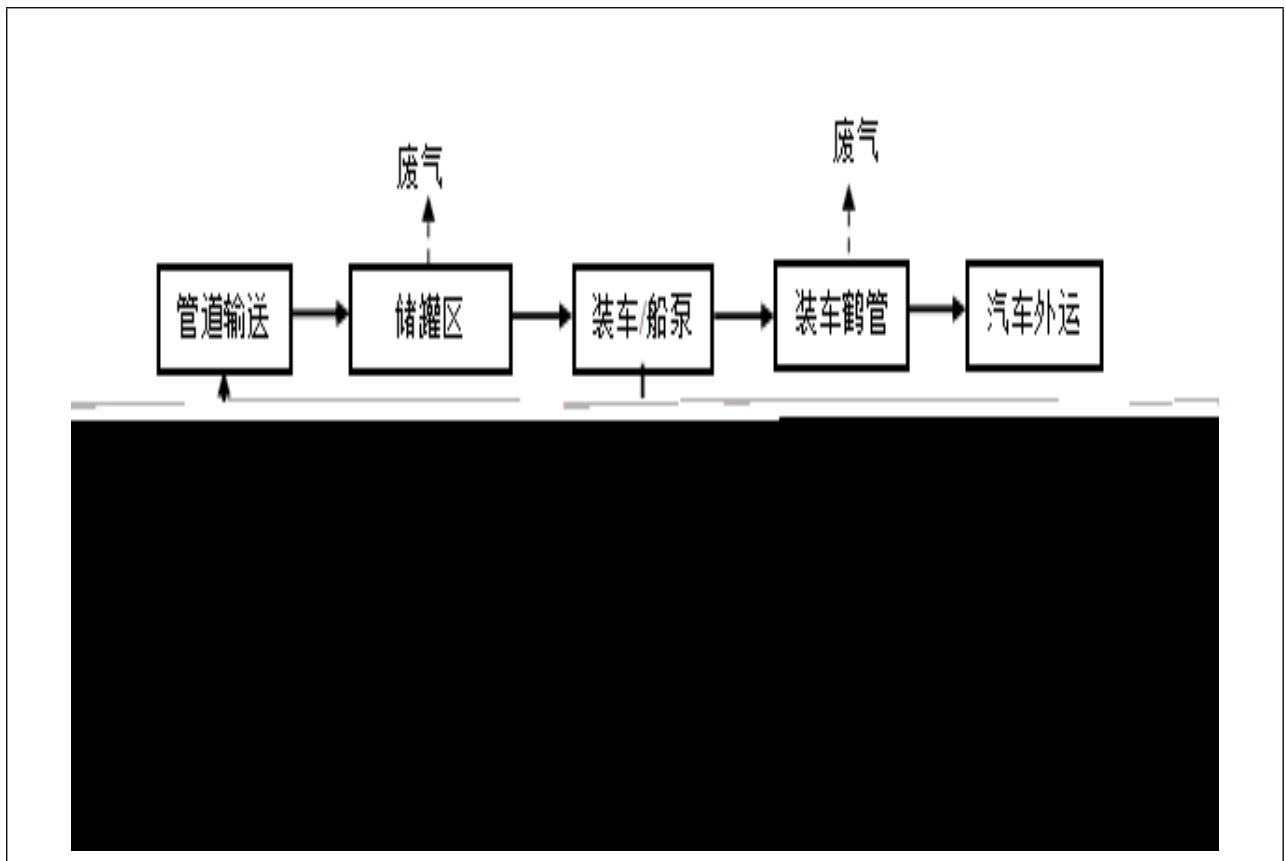 废气
废气
管道输送
储罐区
装车/船泵
装车鹤管
汽车外运